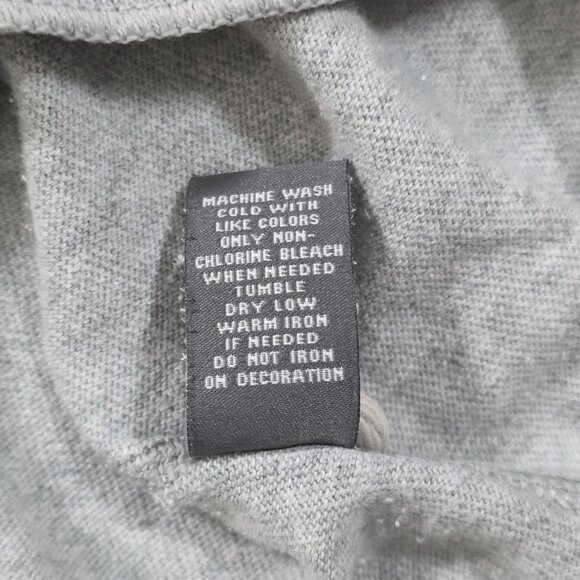 MACHINE WASH
COLD WITH
LIKE COLORS
ONLY NON-
CHLORINE BLEACH
WHEN NEEDED
TUMBLE
DRY LOW
WARM IRON
IF NEEDED
DO NOT IRON
ON DECORATION